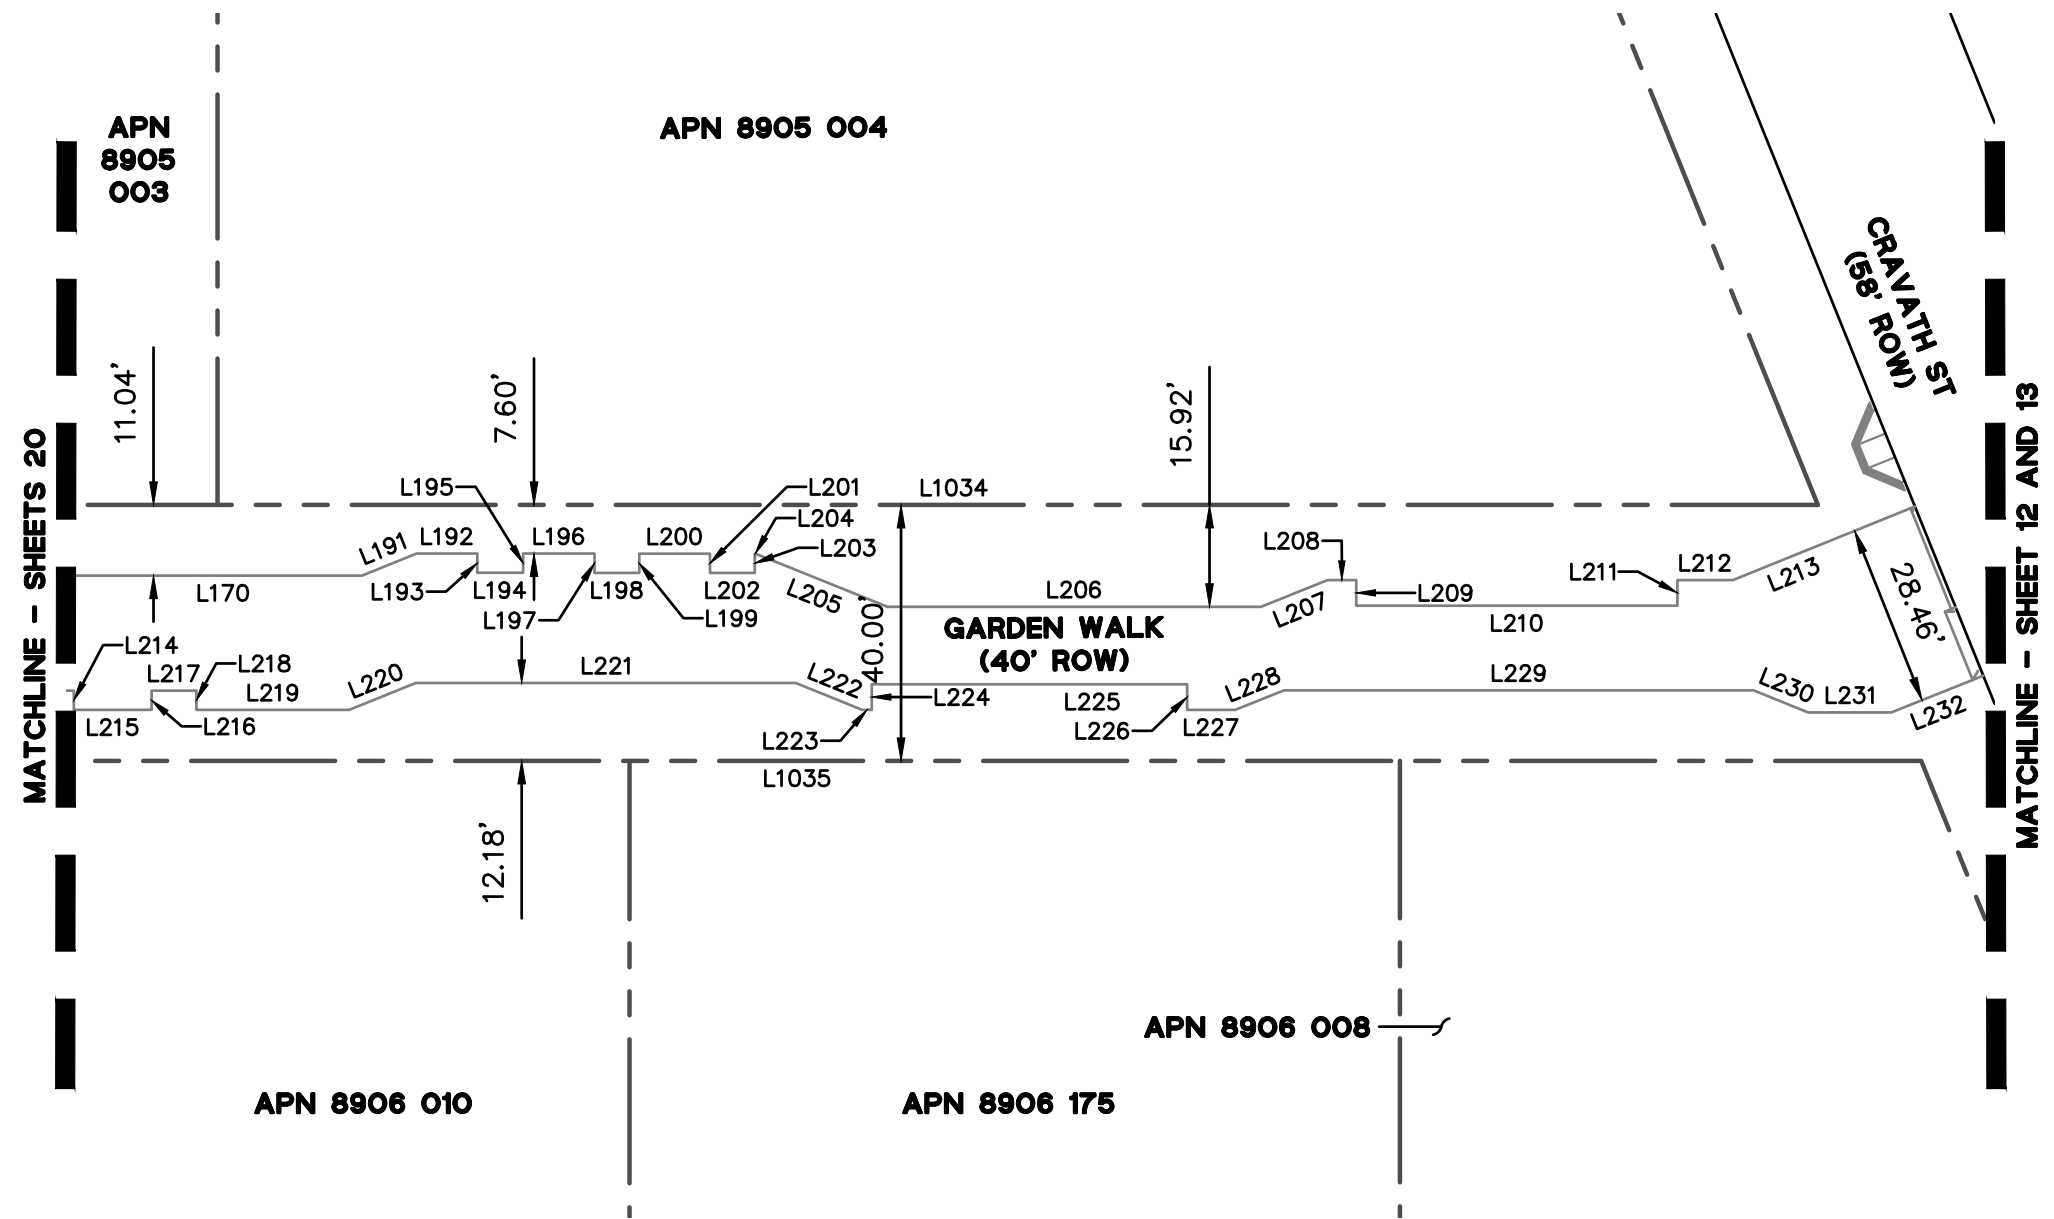 APN
8905
003
APN 8905 004
CRAVATH ST
(58' ROW)
MATCHLINE - SHEETS 20
MATCHLINE - SHEET 12 AND 13
11.04'
7.60'
15.92'
L195
L201
L1034
L204
L191
L192
L196
L200
L203
L208
L211
L212
L170
L193
L194
L198
L202
L205
L206
L207
L209
L213
L197
L199
L210
28.46'
GARDEN WALK
(40' ROW)
40.00'
L214
L217
L218
L219
L220
L221
L222
L224
L225
L228
L229
L230
L231
L232
L215
L216
L223
L226
L227
L1035
12.18'
APN 8906 008
APN 8906 010
APN 8906 175